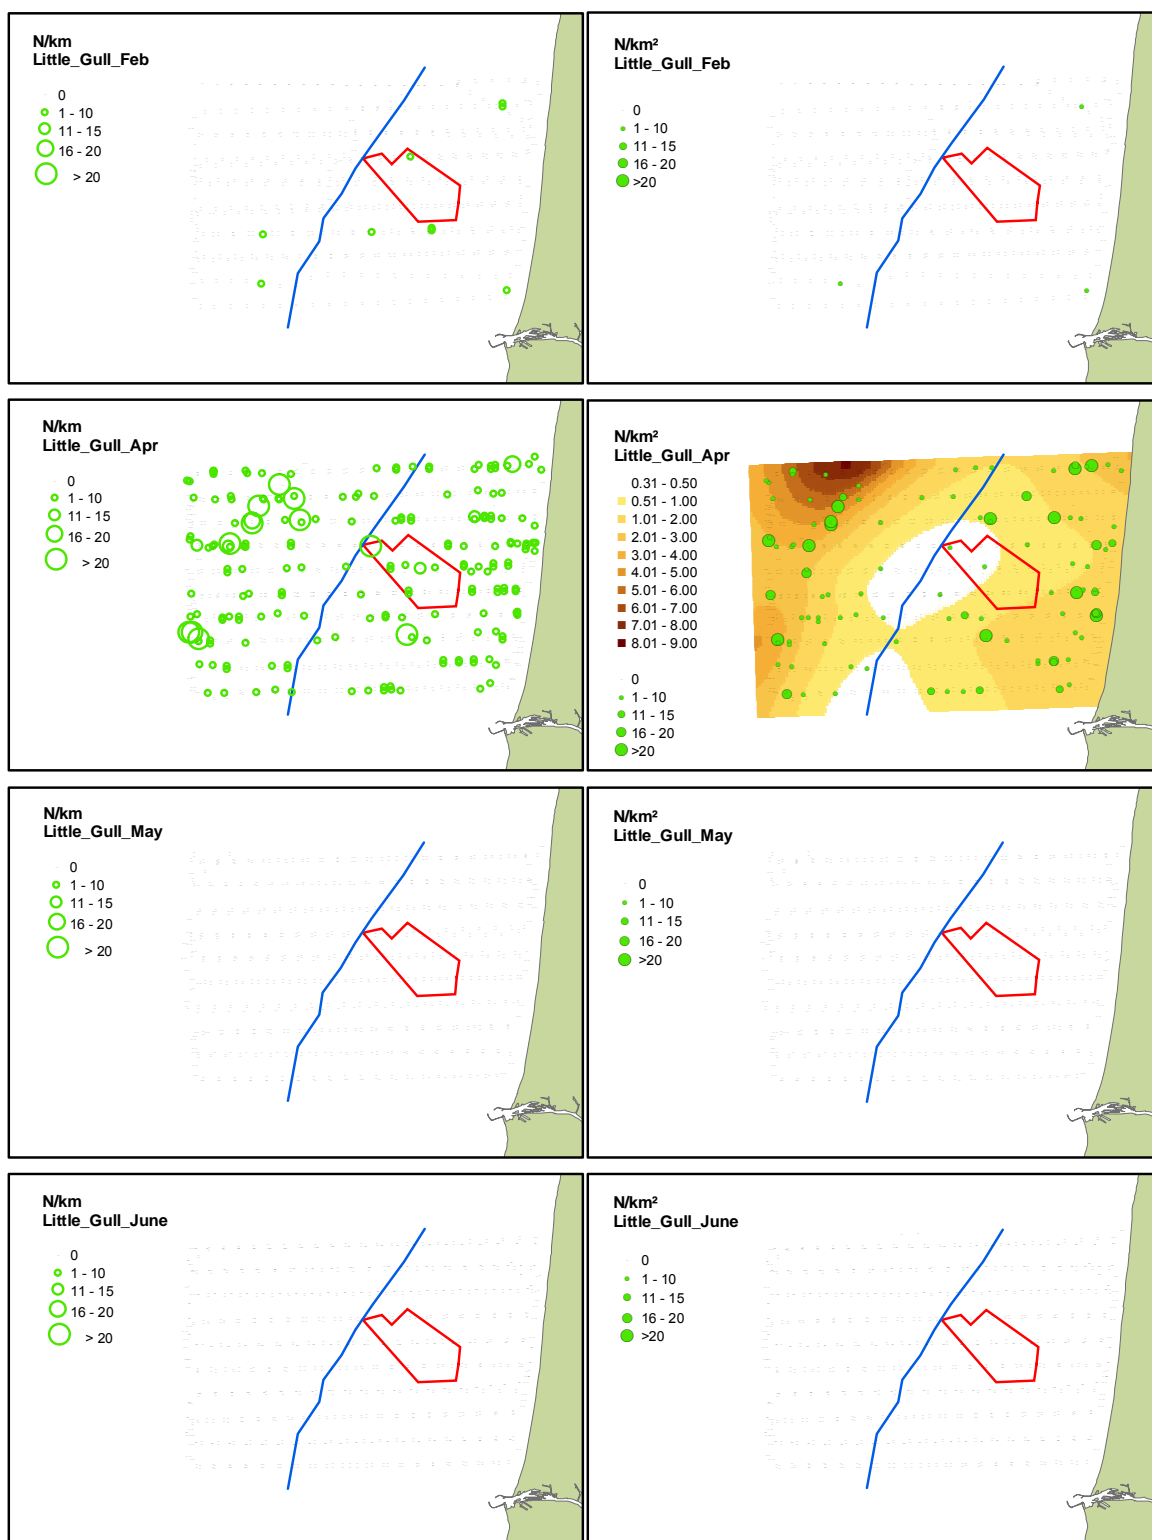 N/km
Little_Gull_Feb
0
1 - 10
11 - 15
16 - 20
> 20
N/km²
Little_Gull_Feb
0
1 - 10
11 - 15
16 - 20
>20
N/km
Little_Gull_Apr
0
1 - 10
11 - 15
16 - 20
> 20
N/km²
Little_Gull_Apr
0.31 - 0.50
0.51 - 1.00
1.01 - 2.00
2.01 - 3.00
3.01 - 4.00
4.01 - 5.00
5.01 - 6.00
6.01 - 7.00
7.01 - 8.00
8.01 - 9.00
0
1 - 10
11 - 15
16 - 20
>20
N/km
Little_Gull_May
0
1 - 10
11 - 15
16 - 20
> 20
N/km²
Little_Gull_May
0
1 - 10
11 - 15
16 - 20
>20
N/km
Little_Gull_June
0
1 - 10
11 - 15
16 - 20
> 20
N/km²
Little_Gull_June
0
1 - 10
11 - 15
16 - 20
>20